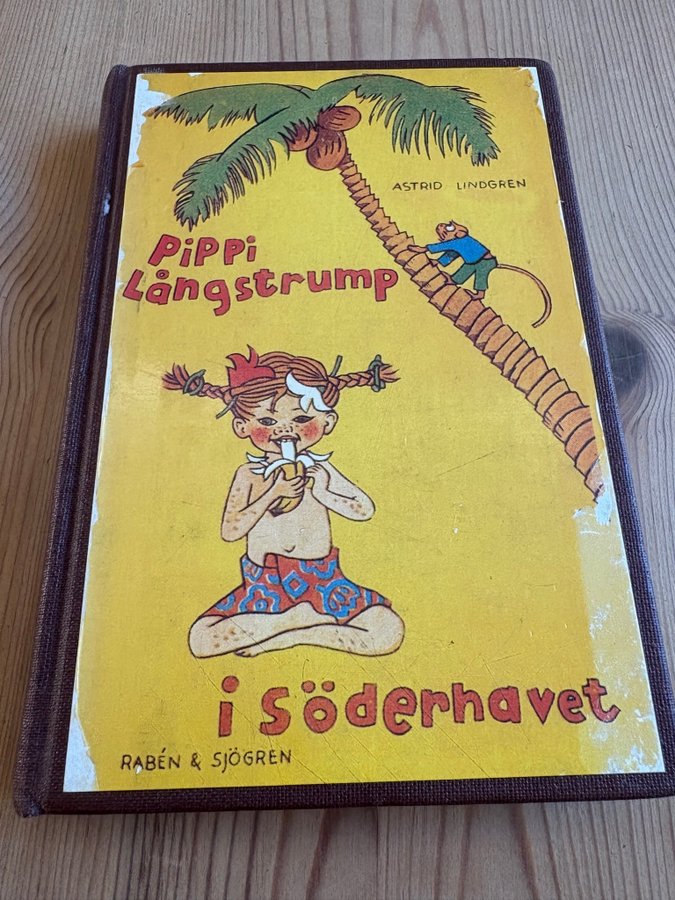 ASTRID LINDGREN
PiPPi
Långstrump
i Söderhavet
RABÉN & SJÖGREN